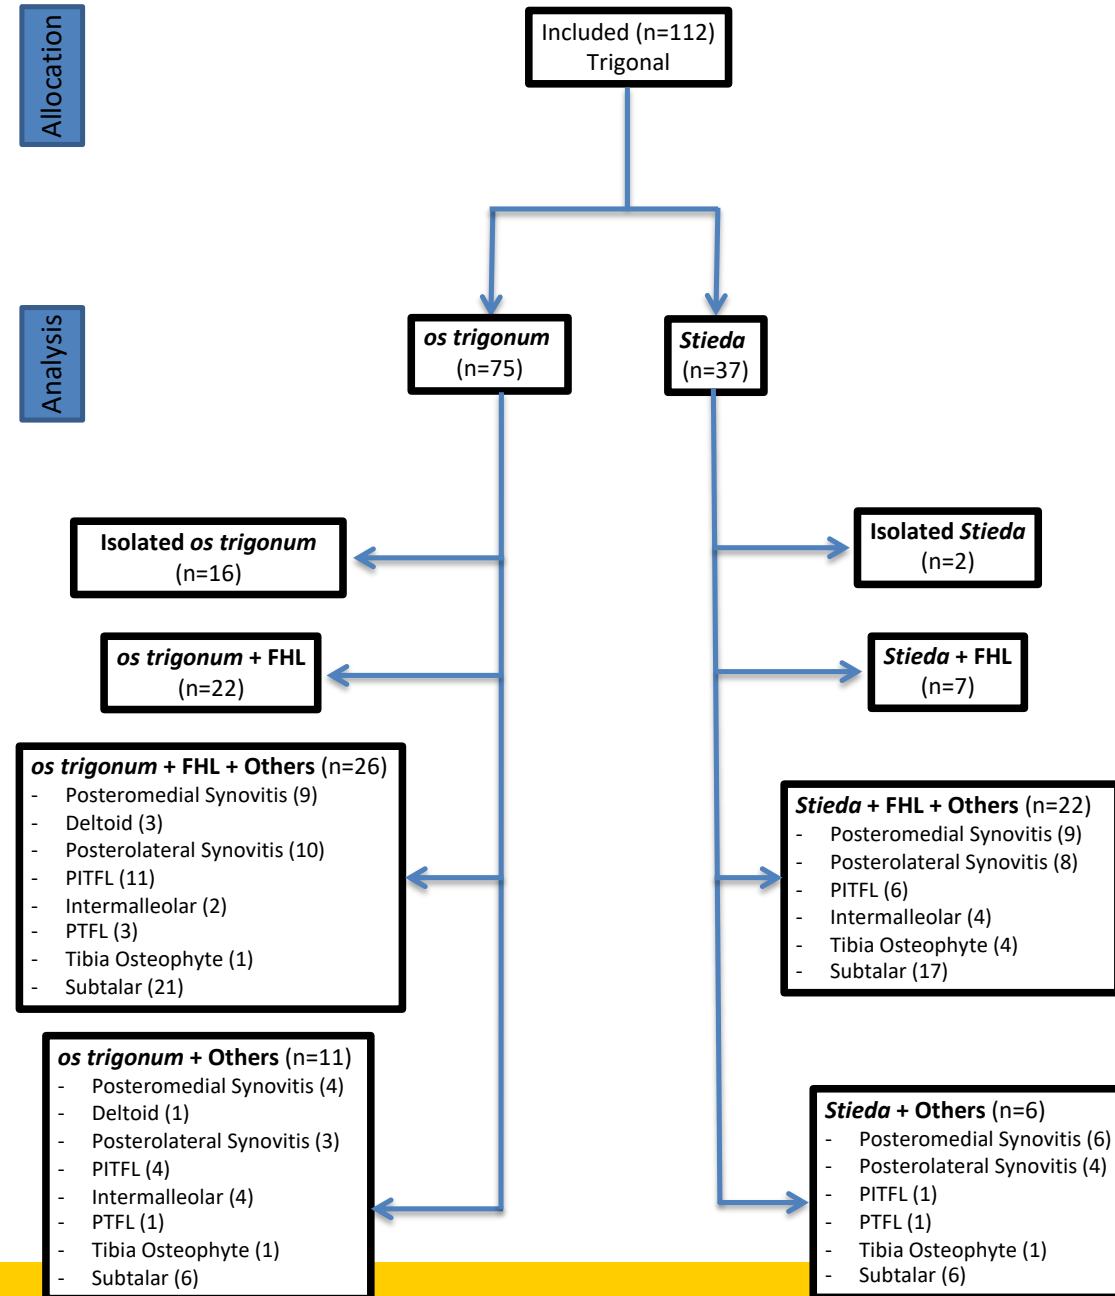 Allocation
Included (n=112)
Trigonal
Analysis
os trigonum
(n=75)
Stieda
(n=37)
Isolated os trigonum
(n=16)
Isolated Stieda
(n=2)
os trigonum + FHL
(n=22)
Stieda + FHL
(n=7)
os trigonum + FHL + Others (n=26)
- Posteromedial Synovitis (9)
- Deltoid (3)
- Posterolateral Synovitis (10)
- PITFL (11)
- Intermalleolar (2)
- PTFL (3)
- Tibia Osteophyte (1)
- Subtalar (21)
Stieda + FHL + Others (n=22)
- Posteromedial Synovitis (9)
- Posterolateral Synovitis (8)
- PITFL (6)
- Intermalleolar (4)
- Tibia Osteophyte (4)
- Subtalar (17)
os trigonum + Others (n=11)
- Posteromedial Synovitis (4)
- Deltoid (1)
- Posterolateral Synovitis (3)
- PITFL (4)
- Intermalleolar (4)
- PTFL (1)
- Tibia Osteophyte (1)
- Subtalar (6)
Stieda + Others (n=6)
- Posteromedial Synovitis (6)
- Posterolateral Synovitis (4)
- PITFL (1)
- PTFL (1)
- Tibia Osteophyte (1)
- Subtalar (6)